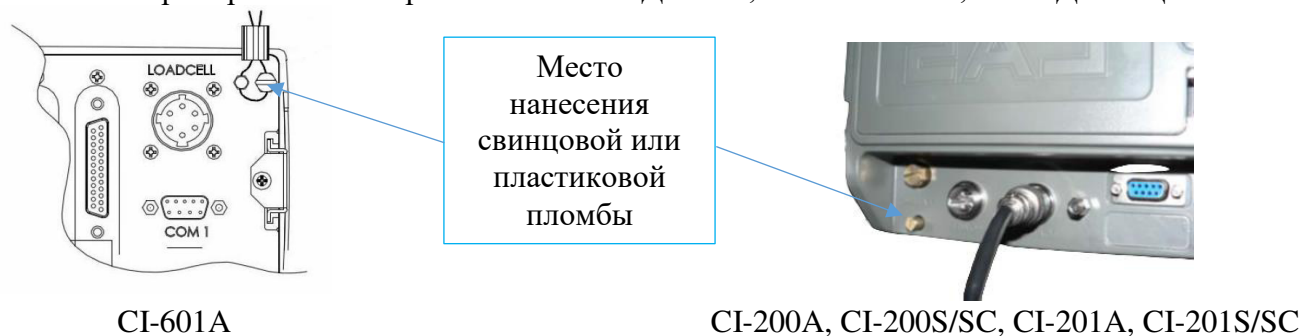 LOADCELL
COM 1
Место
нанесения
свинцовой или
пластиковой
пломбы
CAS
CI-601A
CI-200A, CI-200S/SC, CI-201A, CI-201S/SC